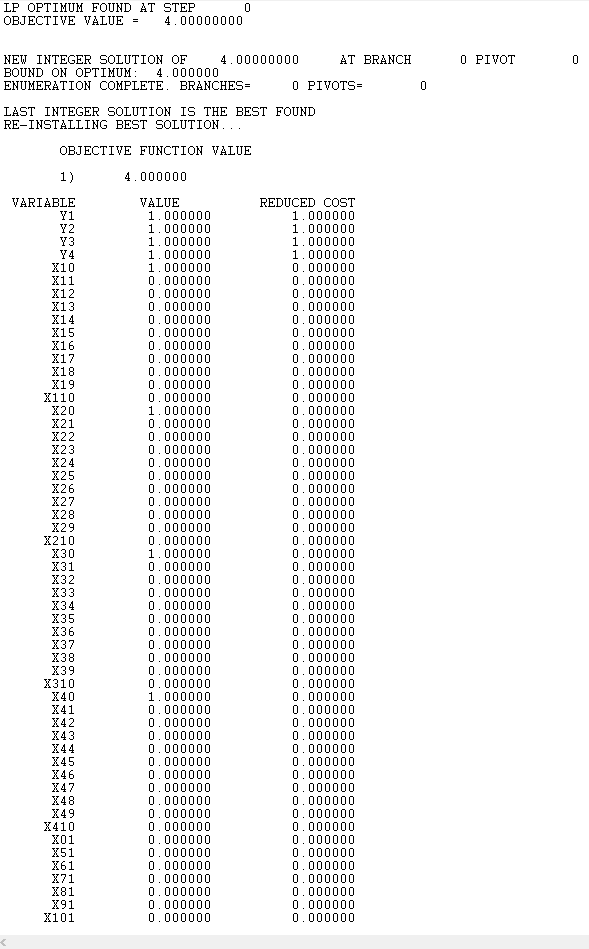 LP OPTIMUM FOUND AT STEP      0
OBJECTIVE VALUE =   4.00000000
NEW INTEGER SOLUTION OF    4.00000000     AT BRANCH      0 PIVOT       0
BOUND ON OPTIMUM:  4.000000
ENUMERATION COMPLETE. BRANCHES=     0 PIVOTS=       0
LAST INTEGER SOLUTION IS THE BEST FOUND
RE-INSTALLING BEST SOLUTION...
OBJECTIVE FUNCTION VALUE
1)      4.000000
VARIABLE        VALUE          REDUCED COST
Y1         1.000000          1.000000
Y2         1.000000          1.000000
Y3         1.000000          1.000000
Y4         1.000000          1.000000
X10         1.000000          0.000000
X11         0.000000          0.000000
X12         0.000000          0.000000
X13         0.000000          0.000000
X14         0.000000          0.000000
X15         0.000000          0.000000
X16         0.000000          0.000000
X17         0.000000          0.000000
X18         0.000000          0.000000
X19         0.000000          0.000000
X110         0.000000          0.000000
X20         1.000000          0.000000
X21         0.000000          0.000000
X22         0.000000          0.000000
X23         0.000000          0.000000
X24         0.000000          0.000000
X25         0.000000          0.000000
X26         0.000000          0.000000
X27         0.000000          0.000000
X28         0.000000          0.000000
X29         0.000000          0.000000
X210         0.000000          0.000000
X30         1.000000          0.000000
X31         0.000000          0.000000
X32         0.000000          0.000000
X33         0.000000          0.000000
X34         0.000000          0.000000
X35         0.000000          0.000000
X36         0.000000          0.000000
X37         0.000000          0.000000
X38         0.000000          0.000000
X39         0.000000          0.000000
X310         0.000000          0.000000
X40         1.000000          0.000000
X41         0.000000          0.000000
X42         0.000000          0.000000
X43         0.000000          0.000000
X44         0.000000          0.000000
X45         0.000000          0.000000
X46         0.000000          0.000000
X47         0.000000          0.000000
X48         0.000000          0.000000
X49         0.000000          0.000000
X410         0.000000          0.000000
X01         0.000000          0.000000
X51         0.000000          0.000000
X61         0.000000          0.000000
X71         0.000000          0.000000
X81         0.000000          0.000000
X91         0.000000          0.000000
X101         0.000000          0.000000